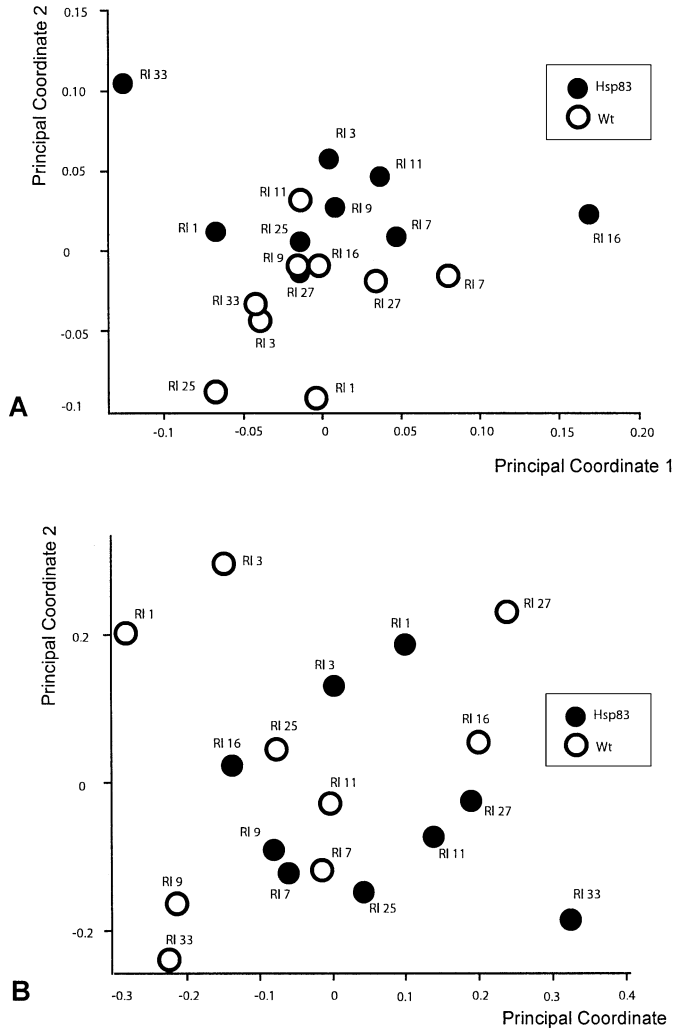 Principal Coordinate 2
0.15
0.10
0.05
0
-0.05
-0.1
RI 33
RI 3
RI 11
RI 11
RI 9
RI 1
RI 25
RI 7
RI 16
RI 9
RI 16
RI 27
RI 27
RI 7
RI 33
RI 3
RI 25
RI 1
Hsp83
Wt
A
-0.1
-0.05
0
0.05
0.10
0.15
0.20
Principal Coordinate 1
Principal Coordinate 2
0.2
0
-0.2
RI 3
RI 1
RI 27
RI 1
RI 3
RI 25
RI 16
RI 16
RI 11
RI 27
RI 9
RI 7
RI 11
RI 7
RI 25
RI 9
RI 33
RI 33
Hsp83
Wt
B
-0.3
-0.2
-0.1
0
0.1
0.2
0.3
0.4
Principal Coordinate